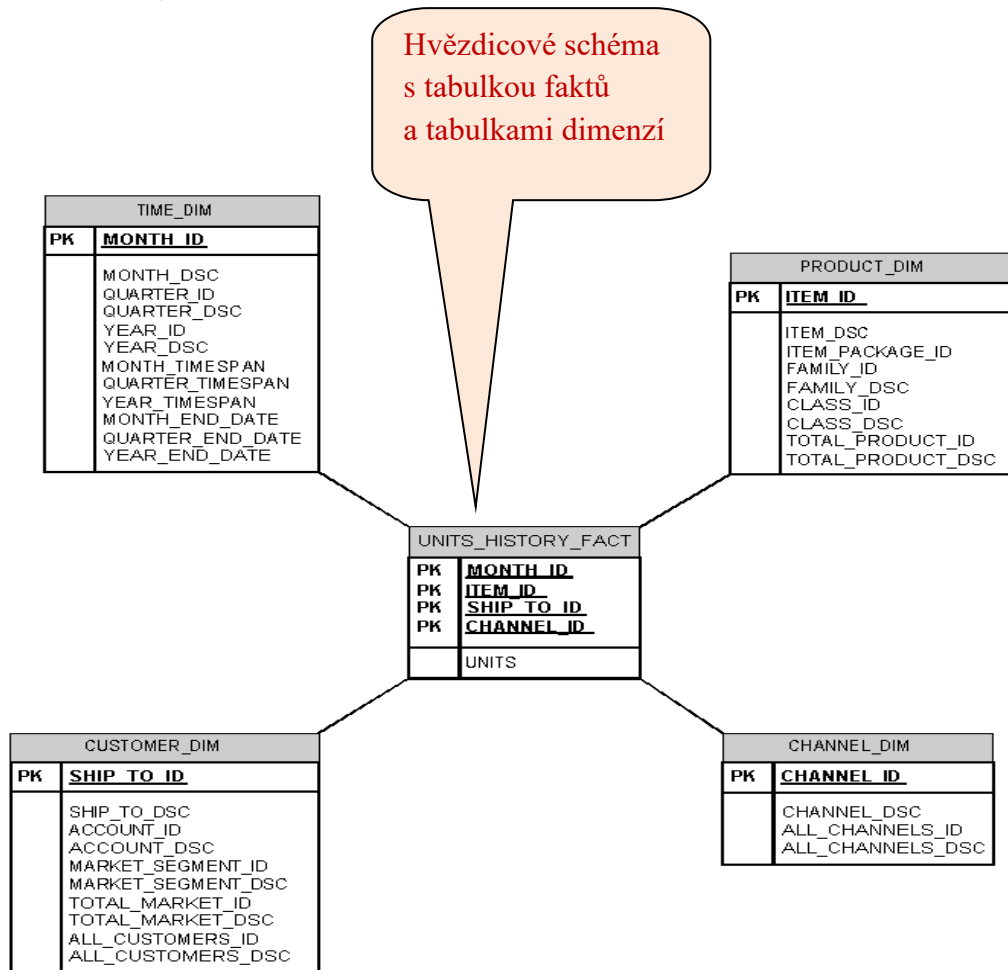 Hvězdicové schéma
s tabulkou faktů
a tabulkami dimenzí
TIME_DIM
PK MONTH_ID
MONTH_DSC
QUARTER_ID
QUARTER_DSC
YEAR_ID
YEAR_DSC
MONTH_TIMESPAN
QUARTER_TIMESPAN
YEAR_TIMESPAN
MONTH_END_DATE
QUARTER_END_DATE
YEAR_END_DATE
PRODUCT_DIM
PK ITEM_ID
ITEM_DSC
ITEM_PACKAGE_ID
FAMILY_ID
FAMILY_DSC
CLASS_ID
CLASS_DSC
TOTAL_PRODUCT_ID
TOTAL_PRODUCT_DSC
UNITS_HISTORY_FACT
PK MONTH_ID
PK ITEM_ID
PK SHIP_TO_ID
PK CHANNEL_ID
UNITS
CUSTOMER_DIM
PK SHIP_TO_ID
SHIP_TO_DSC
ACCOUNT_ID
ACCOUNT_DSC
MARKET_SEGMENT_ID
MARKET_SEGMENT_DSC
TOTAL_MARKET_ID
TOTAL_MARKET_DSC
ALL_CUSTOMERS_ID
ALL_CUSTOMERS_DSC
CHANNEL_DIM
PK CHANNEL_ID
CHANNEL_DSC
ALL_CHANNELS_ID
ALL_CHANNELS_DSC